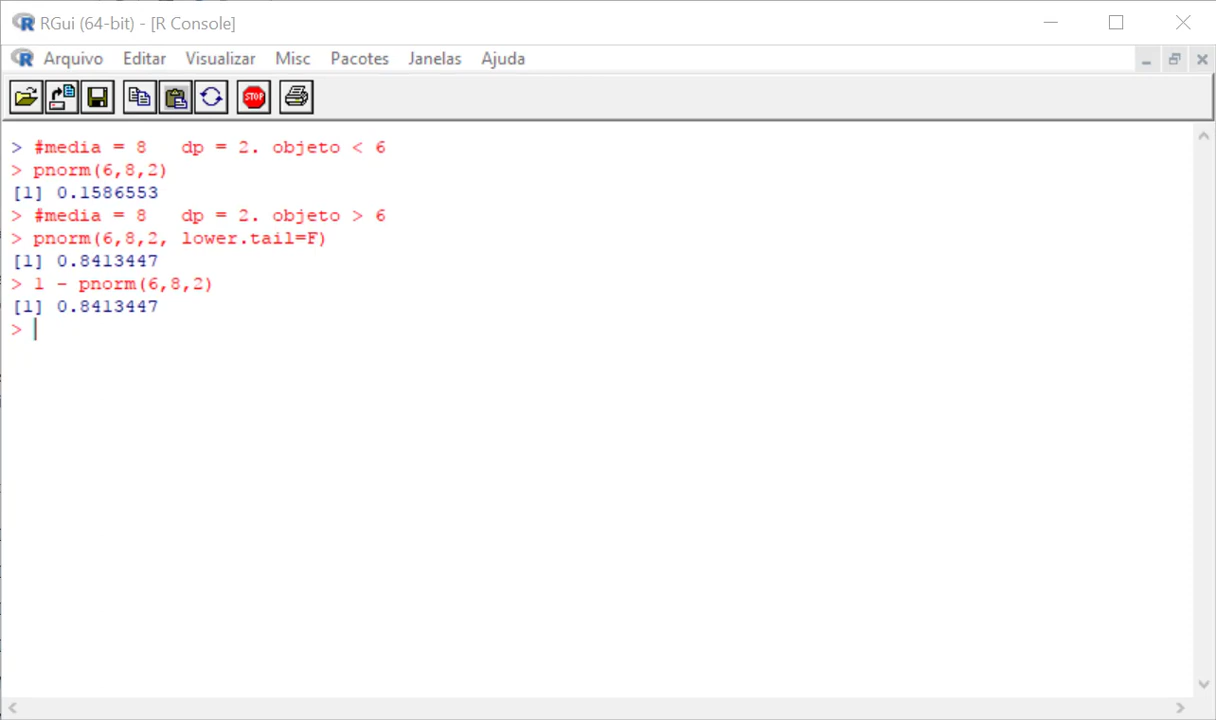 RGui (64-bit) - [R Console]
Arquivo Editar Visualizar Misc Pacotes Janelas Ajuda
STOP
> #media = 8   dp = 2. objeto < 6
> pnorm(6,8,2)
[1] 0.1586553
> #media = 8   dp = 2. objeto > 6
> pnorm(6,8,2, lower.tail=F)
[1] 0.8413447
> 1 - pnorm(6,8,2)
[1] 0.8413447
>